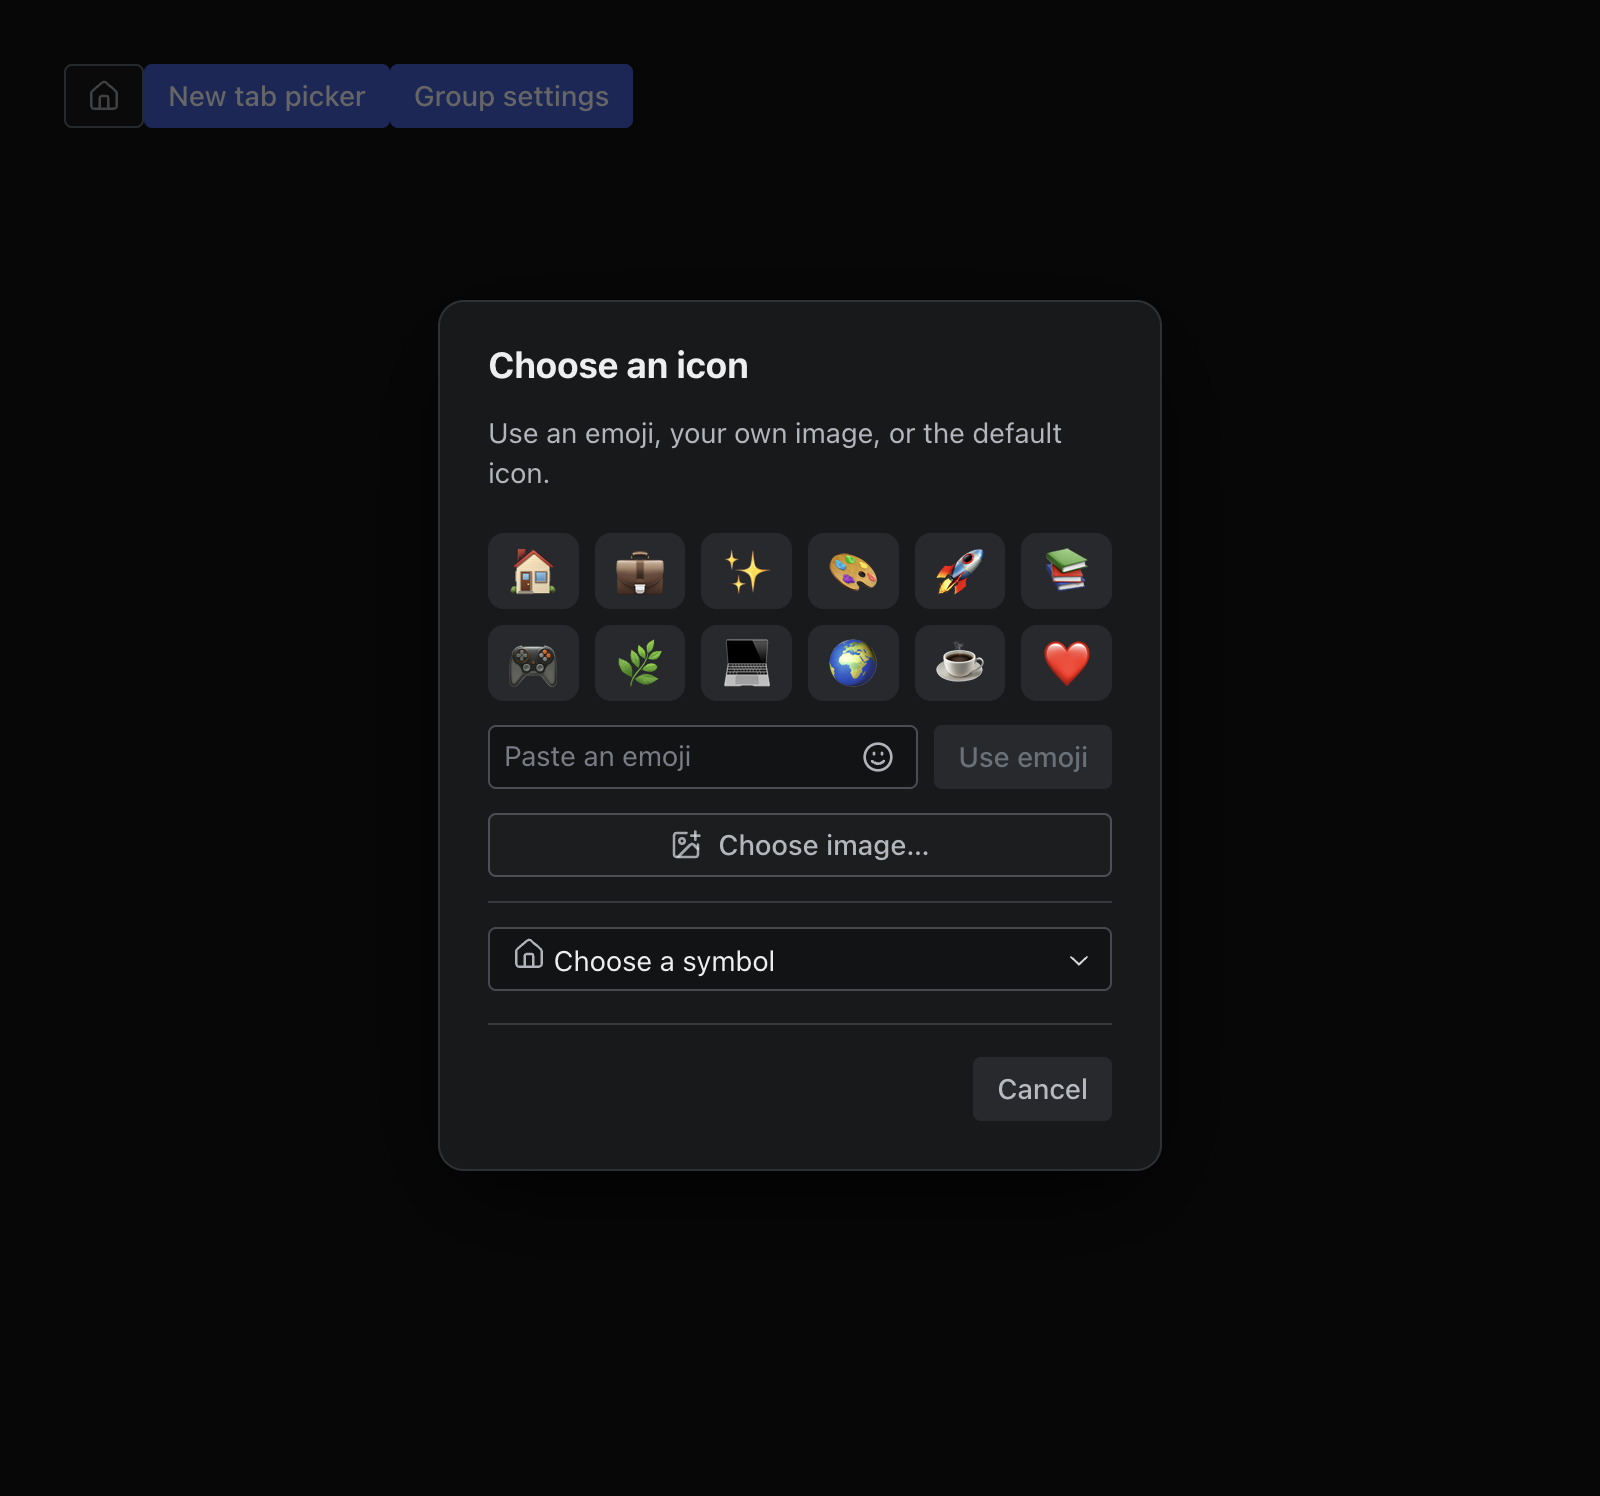 New tab picker
Group settings
Choose an icon
Use an emoji, your own image, or the default
icon.
Paste an emoji
Use emoji
Choose image...
Choose a symbol
Cancel